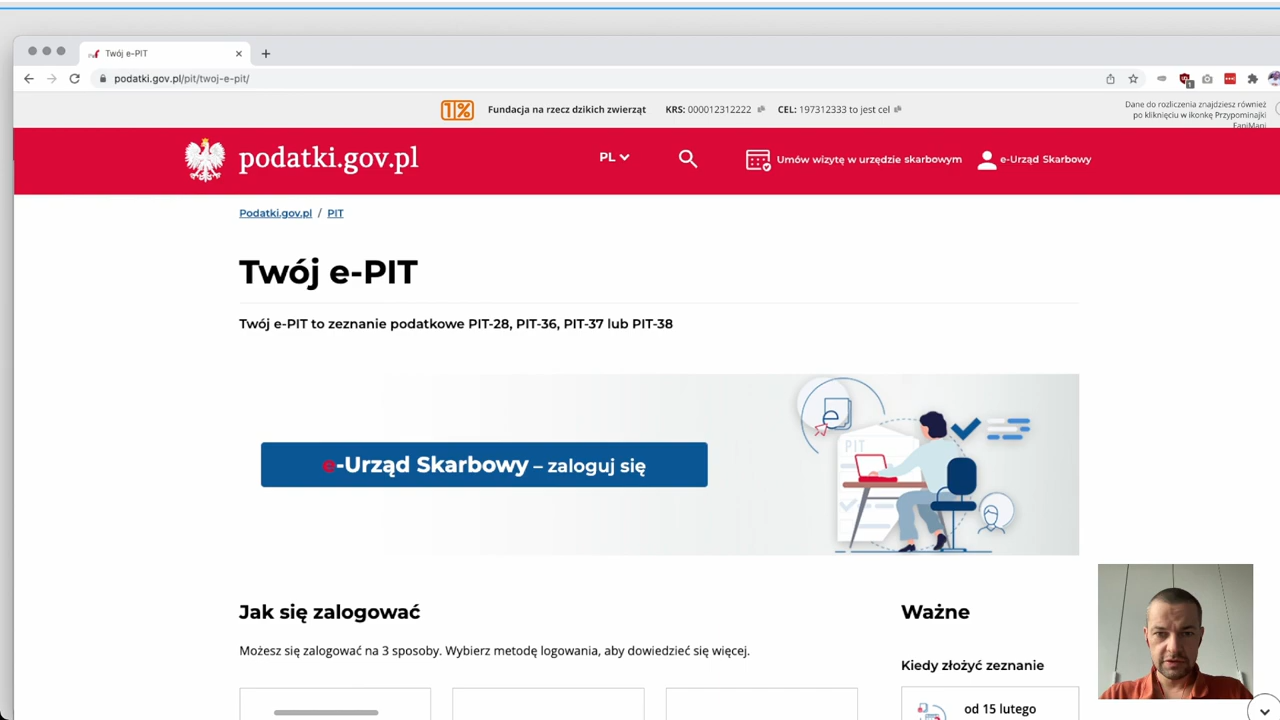 Twój e-PIT
podatki.gov.pl/pit/twoj-e-pit/
1%
Fundacja na rzecz dzikich zwierząt KRS: 000012312222 CEL: 197312333 to jest cel
Dane do rozliczenia znajdziesz również
po kliknięciu w ikonkę Przypominajki
FaniMani
podatki.gov.pl
PL
Umów wizytę w urzędzie skarbowym
e-Urząd Skarbowy
Podatki.gov.pl / PIT
Twój e-PIT
Twój e-PIT to zeznanie podatkowe PIT-28, PIT-36, PIT-37 lub PIT-38
e-Urząd Skarbowy – zaloguj się
PIT
Jak się zalogować
Możesz się zalogować na 3 sposoby. Wybierz metodę logowania, aby dowiedzieć się więcej.
Ważne
Kiedy złożyć zeznanie
od 15 lutego